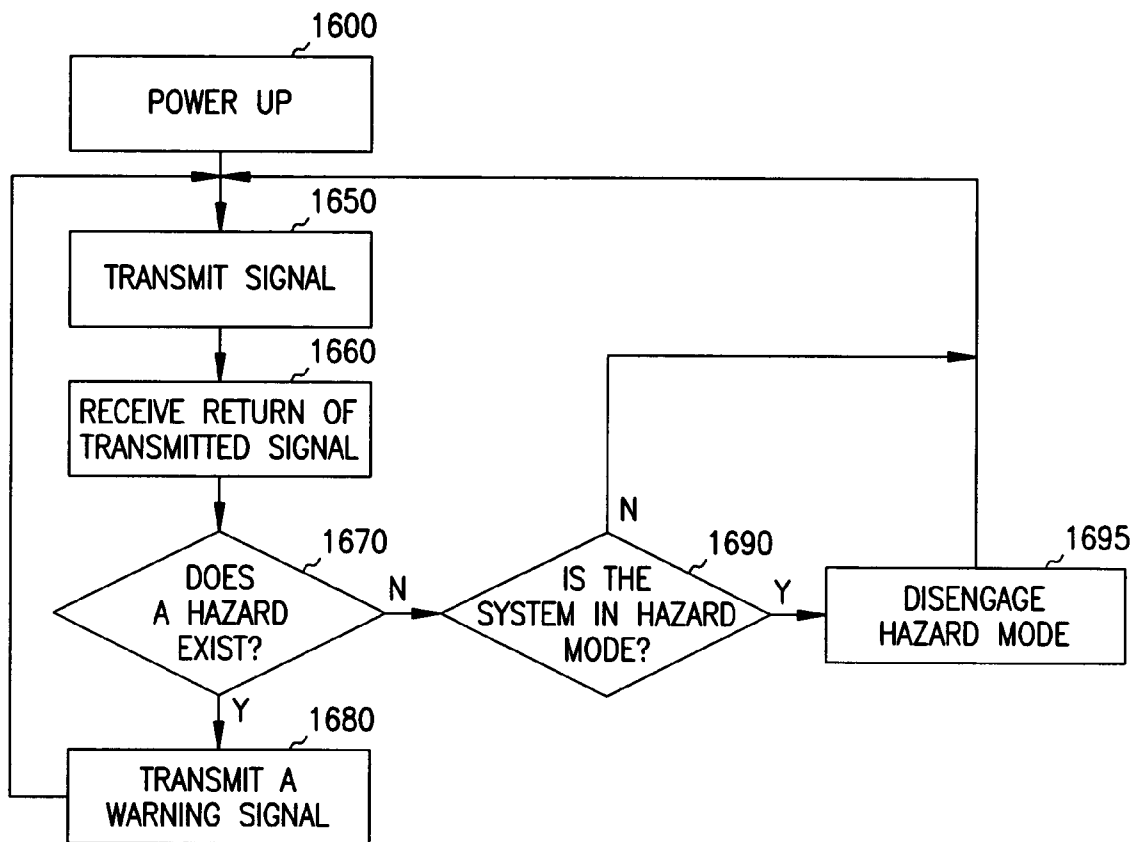 1600
POWER UP
1650
TRANSMIT SIGNAL
1660
RECEIVE RETURN OF
TRANSMITTED SIGNAL
1670
DOES
A HAZARD
EXIST?
N
Y
1680
TRANSMIT A
WARNING SIGNAL
1690
IS THE
SYSTEM IN HAZARD
MODE?
N
Y
1695
DISENGAGE
HAZARD MODE